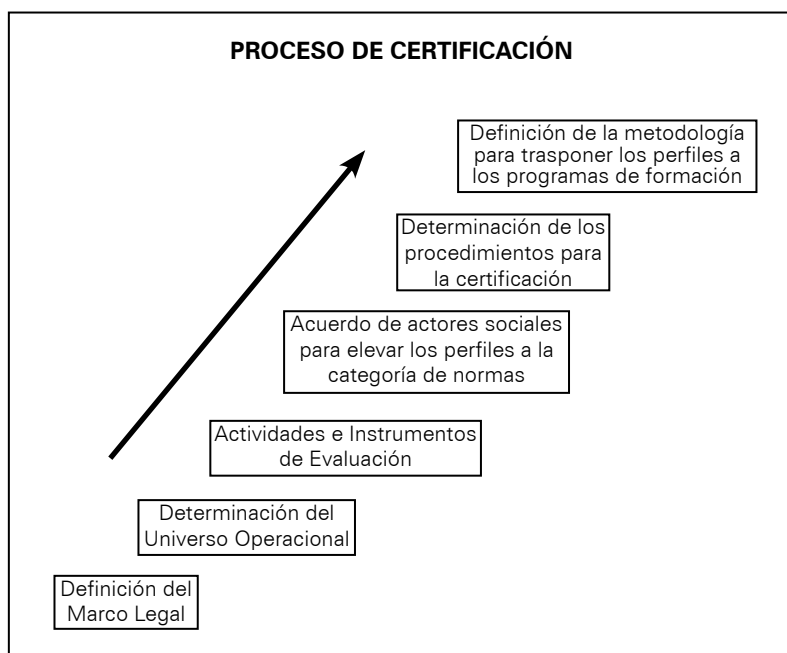 PROCESO DE CERTIFICACIÓN
Definición de la metodología
para trasponer los perfiles a
los programas de formación
Determinación de los
procedimientos para
la certificación
Acuerdo de actores sociales
para elevar los perfiles a la
categoría de normas
Actividades e Instrumentos
de Evaluación
Determinación del
Universo Operacional
Definición del
Marco Legal